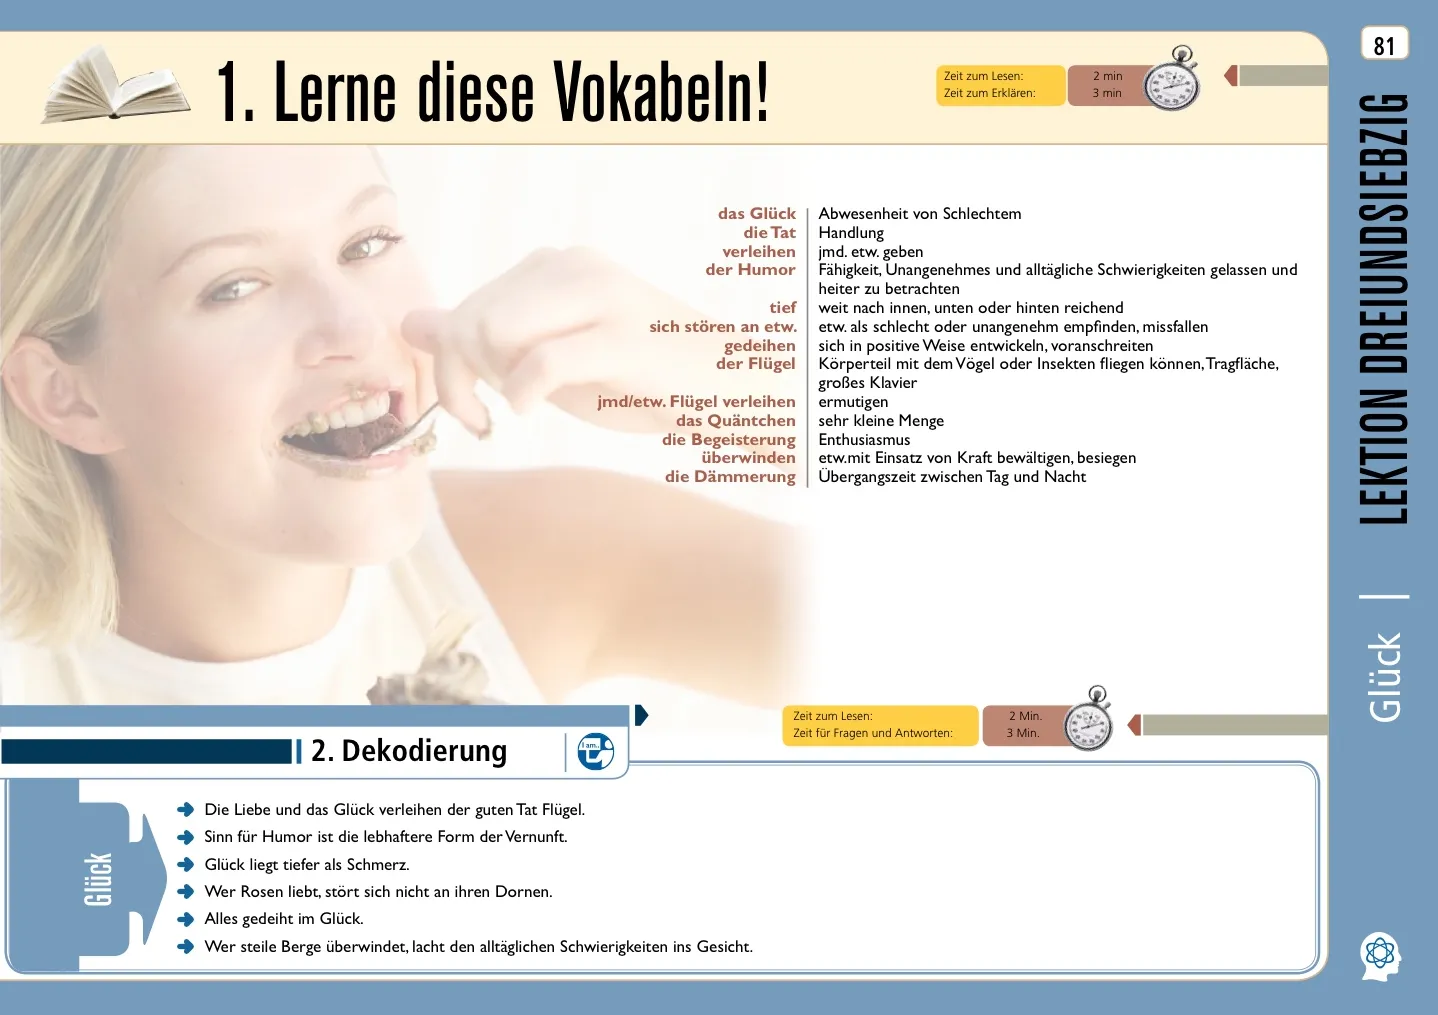 81
1. Lerne diese Vokabeln!
Zeit zum Lesen: 2 min
Zeit zum Erklären: 3 min
das Glück Abwesenheit von Schlechtem
die Tat Handlung
verleihen jmd. etw. geben
der Humor Fähigkeit, Unangenehmes und alltägliche Schwierigkeiten gelassen und
heiter zu betrachten
tief weit nach innen, unten oder hinten reichend
sich stören an etw. etw. als schlecht oder unangenehm empfinden, missfallen
gedeihen sich in positive Weise entwickeln, voranschreiten
der Flügel Körperteil mit dem Vögel oder Insekten fliegen können, Tragfläche,
großes Klavier
jmd/etw. Flügel verleihen ermutigen
das Quäntchen sehr kleine Menge
die Begeisterung Enthusiasmus
überwinden etw.mit Einsatz von Kraft bewältigen, besiegen
die Dämmerung Übergangszeit zwischen Tag und Nacht
LEKTION DREIUNDSIEBZIG | Glück
2. Dekodierung
I am..
Zeit zum Lesen: 2 Min.
Zeit für Fragen und Antworten: 3 Min.
Glück
Die Liebe und das Glück verleihen der guten Tat Flügel.
Sinn für Humor ist die lebhaftere Form der Vernunft.
Glück liegt tiefer als Schmerz.
Wer Rosen liebt, stört sich nicht an ihren Dornen.
Alles gedeiht im Glück.
Wer steile Berge überwindet, lacht den alltäglichen Schwierigkeiten ins Gesicht.